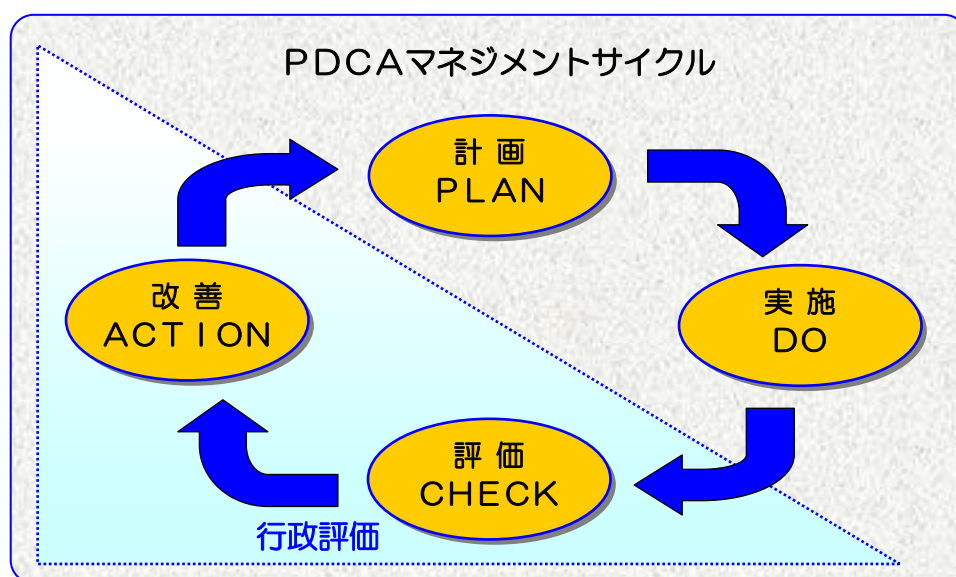 PDCAマネジメントサイクル
計画
PLAN
実施
DO
評価
CHECK
改善
ACTION
行政評価